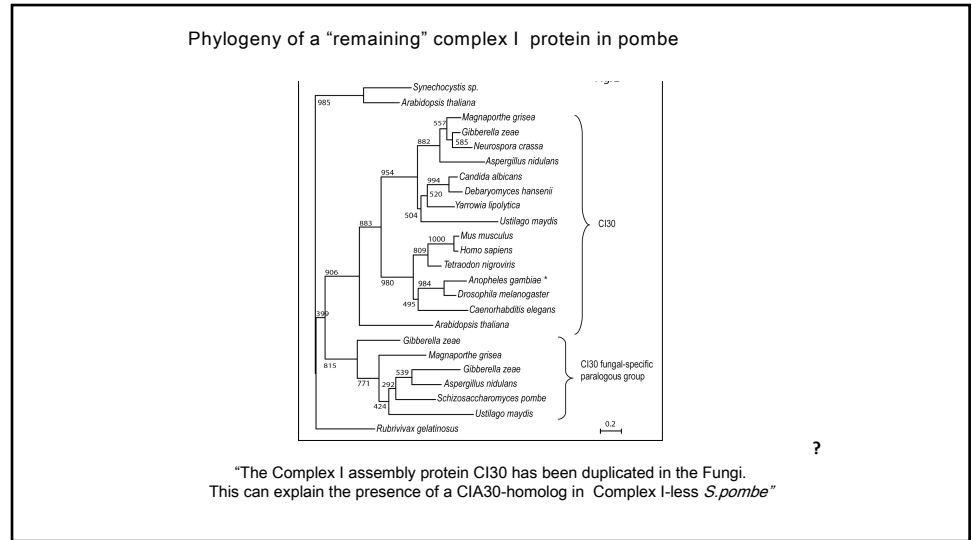 Phylogeny of a “remaining” complex I protein in pombe
Synechocystis sp.
985
Arabidopsis thaliana
Magnaporthe grisea
557
Gibberella zeae
585
Neurospora crassa
882
Aspergillus nidulans
954
994
Candida albicans
Debaryomyces hansenii
520
Yarrowia lipolytica
504
Ustilago maydis
883
CI30
1000
Mus musculus
809
Homo sapiens
Tetraodon nigroviris
906
980
984
Anopheles gambiae *
Drosophila melanogaster
495
Caenorhabditis elegans
399
Arabidopsis thaliana
Gibberella zeae
815
Magnaporthe grisea
CI30 fungal-specific
paralogous group
771
539
Gibberella zeae
292
Aspergillus nidulans
Schizosaccharomyces pombe
424
Ustilago maydis
0.2
Rubrivivax gelatinosus
?
“The Complex I assembly protein CI30 has been duplicated in the Fungi.
This can explain the presence of a CIA30-homolog in Complex I-less S.pombe”